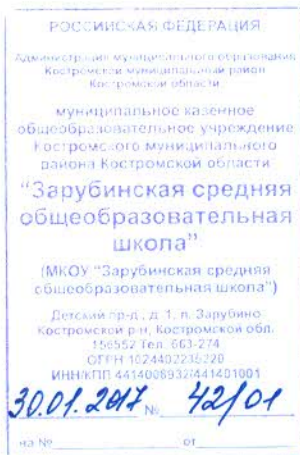 РОССИЙСКАЯ ФЕДЕРАЦИЯ
Администрация муниципального образования
Костромской муниципальный район
Костромской области
муниципальное казенное
общеобразовательное учреждение
Костромского муниципального
района Костромской области
"Зарубинская средняя
общеобразовательная
школа"
(МКОУ "Зарубинская средняя
общеобразовательная школа")
Детский пр-д, д. 1, п. Зарубино
Костромской р-н, Костромской обл.
156552 Тел. 663-274
ОГРН 1024402235220
ИНН/КПП 4414008932/441401001
30.01.2017 № 42/01
на № от